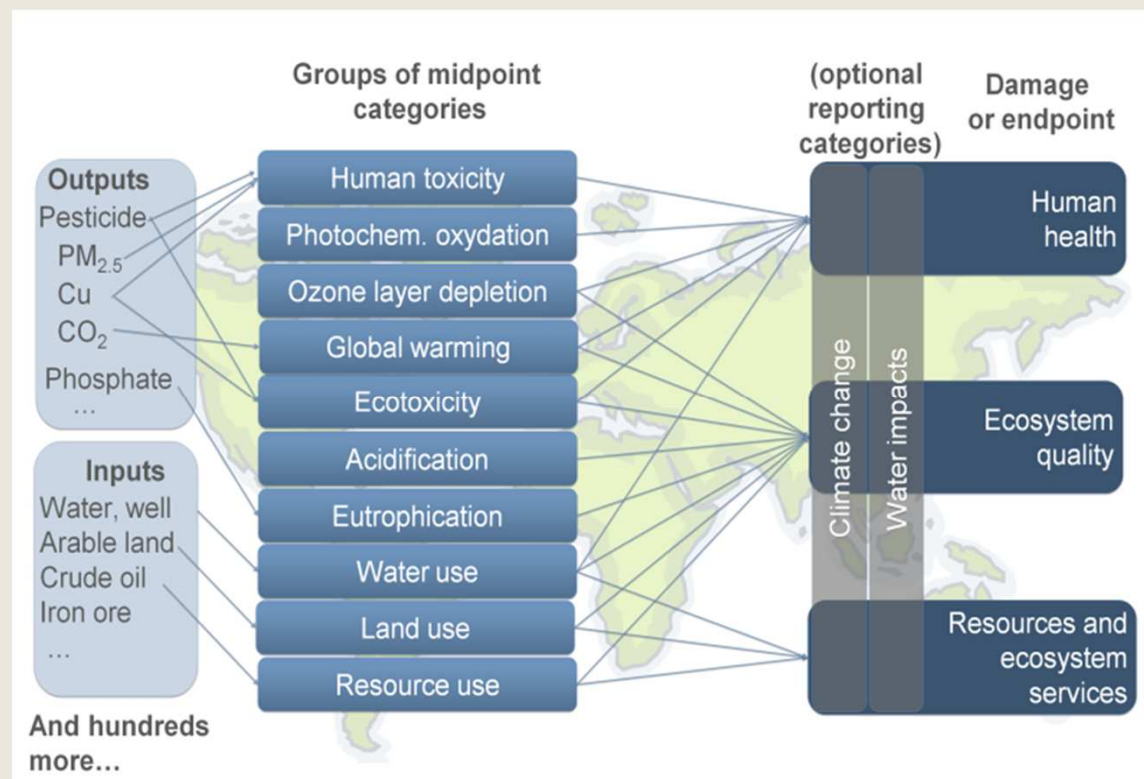 Groups of midpoint
categories
(optional
reporting
categories)
Damage
or endpoint
Outputs
Pesticide
PM2.5
Cu
CO2
Phosphate
…
Inputs
Water, well
Arable land
Crude oil
Iron ore
…
And hundreds
more…
Human toxicity
Photochem. oxydation
Ozone layer depletion
Global warming
Ecotoxicity
Acidification
Eutrophication
Water use
Land use
Resource use
Climate change
Water impacts
Human
health
Ecosystem
quality
Resources and
ecosystem
services